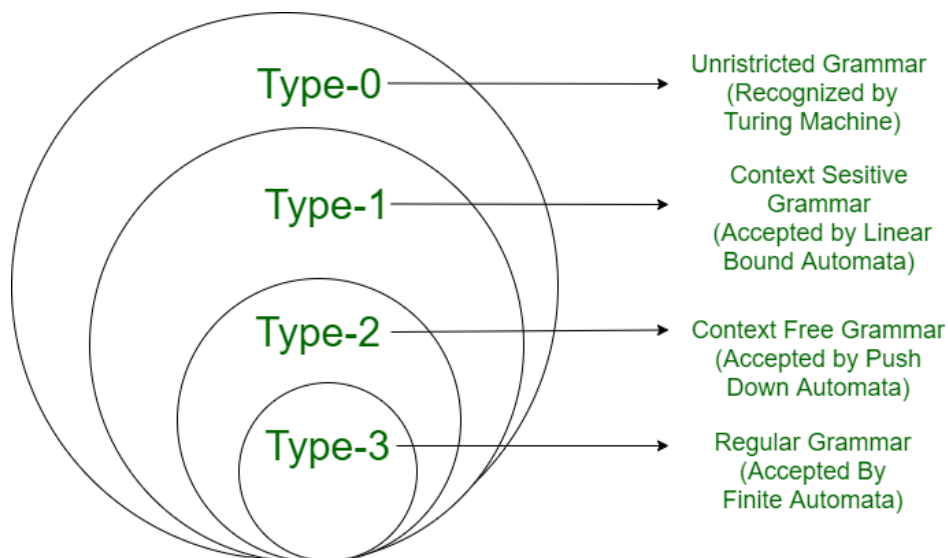 Type-0
Unristricted Grammar
(Recognized by
Turing Machine)
Type-1
Context Sesitive
Grammar
(Accepted by Linear
Bound Automata)
Type-2
Context Free Grammar
(Accepted by Push
Down Automata)
Type-3
Regular Grammar
(Accepted By
Finite Automata)